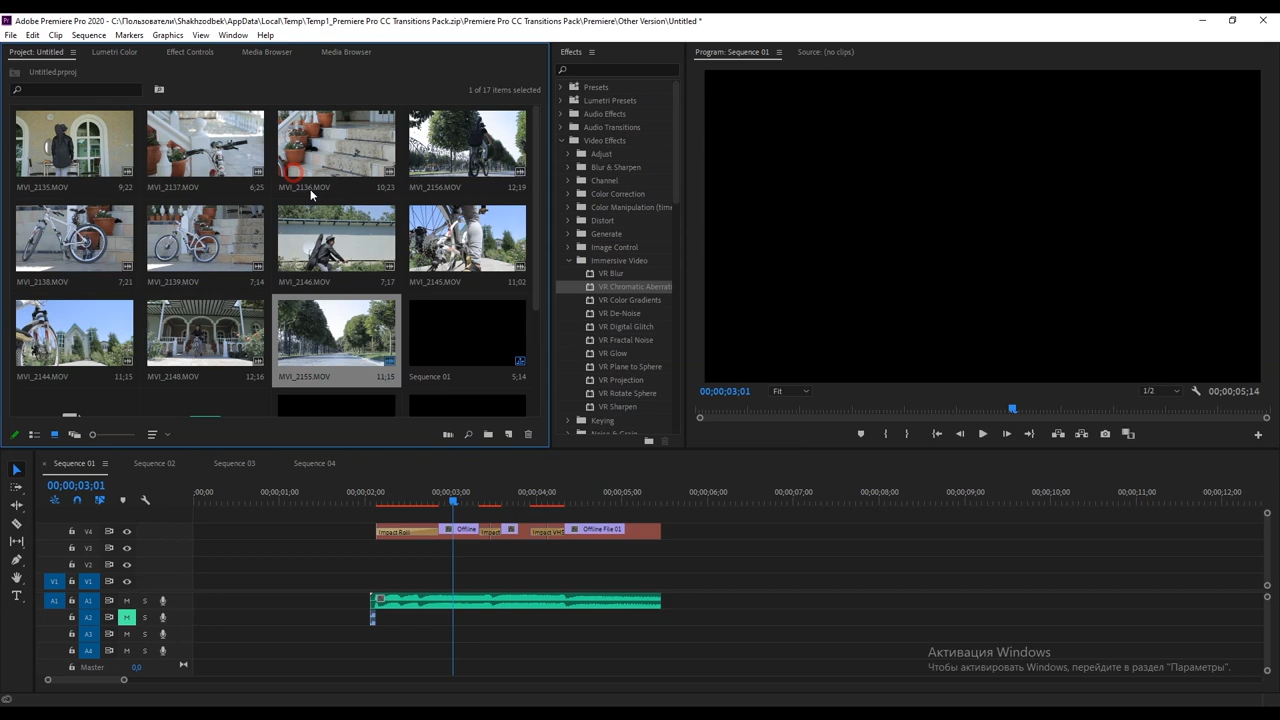 Adobe Premiere Pro 2020 - C:\Пользователи\Shakhzodbek\AppData\Local\Temp\Temp1_Premiere Pro CC Transitions Pack.zip\Premiere Pro CC Transitions Pack\Premiere\Other Version\Untitled *
File Edit Clip Sequence Markers Graphics View Window Help
Project: Untitled Lumetri Color Effect Controls Media Browser Media Browser
Effects
Program: Sequence 01 Source: (no clips)
Untitled.prproj
1 of 17 items selected
MVI_2135.MOV 9;22
MVI_2137.MOV 6;25
MVI_2136.MOV 10;23
MVI_2156.MOV 12;19
MVI_2138.MOV 7;21
MVI_2139.MOV 7;14
MVI_2146.MOV 7;17
MVI_2145.MOV 11;02
MVI_2144.MOV 11;15
MVI_2148.MOV 12;16
MVI_2155.MOV 11;15
Sequence 01 5;14
Presets
Lumetri Presets
Audio Effects
Audio Transitions
Video Effects
Adjust
Blur & Sharpen
Channel
Color Correction
Color Manipulation (time
Distort
Generate
Image Control
Immersive Video
VR Blur
VR Chromatic Aberrati
VR Color Gradients
VR De-Noise
VR Digital Glitch
VR Fractal Noise
VR Glow
VR Plane to Sphere
VR Projection
VR Rotate Sphere
VR Sharpen
Keying
00;00;03;01 Fit 1/2 00;00;05;14
Sequence 01 Sequence 02 Sequence 03 Sequence 04
00;00;03;01
;00;00 00;00;01;00 00;00;02;00 00;00;03;00 00;00;04;00 00;00;05;00 00;00;06;00 00;00;07;00 00;00;08;00 00;00;09;00 00;00;10;00 00;00;11;00 00;00;12;00
V4 Impact Roll Offline Impact Impact VHS Offline File 01
V3
V2
V1 V1
A1 A1 M S
A2 M S
A3 M S
A4 M S
Master 0,0
Активация Windows
Чтобы активировать Windows, перейдите в раздел "Параметры".